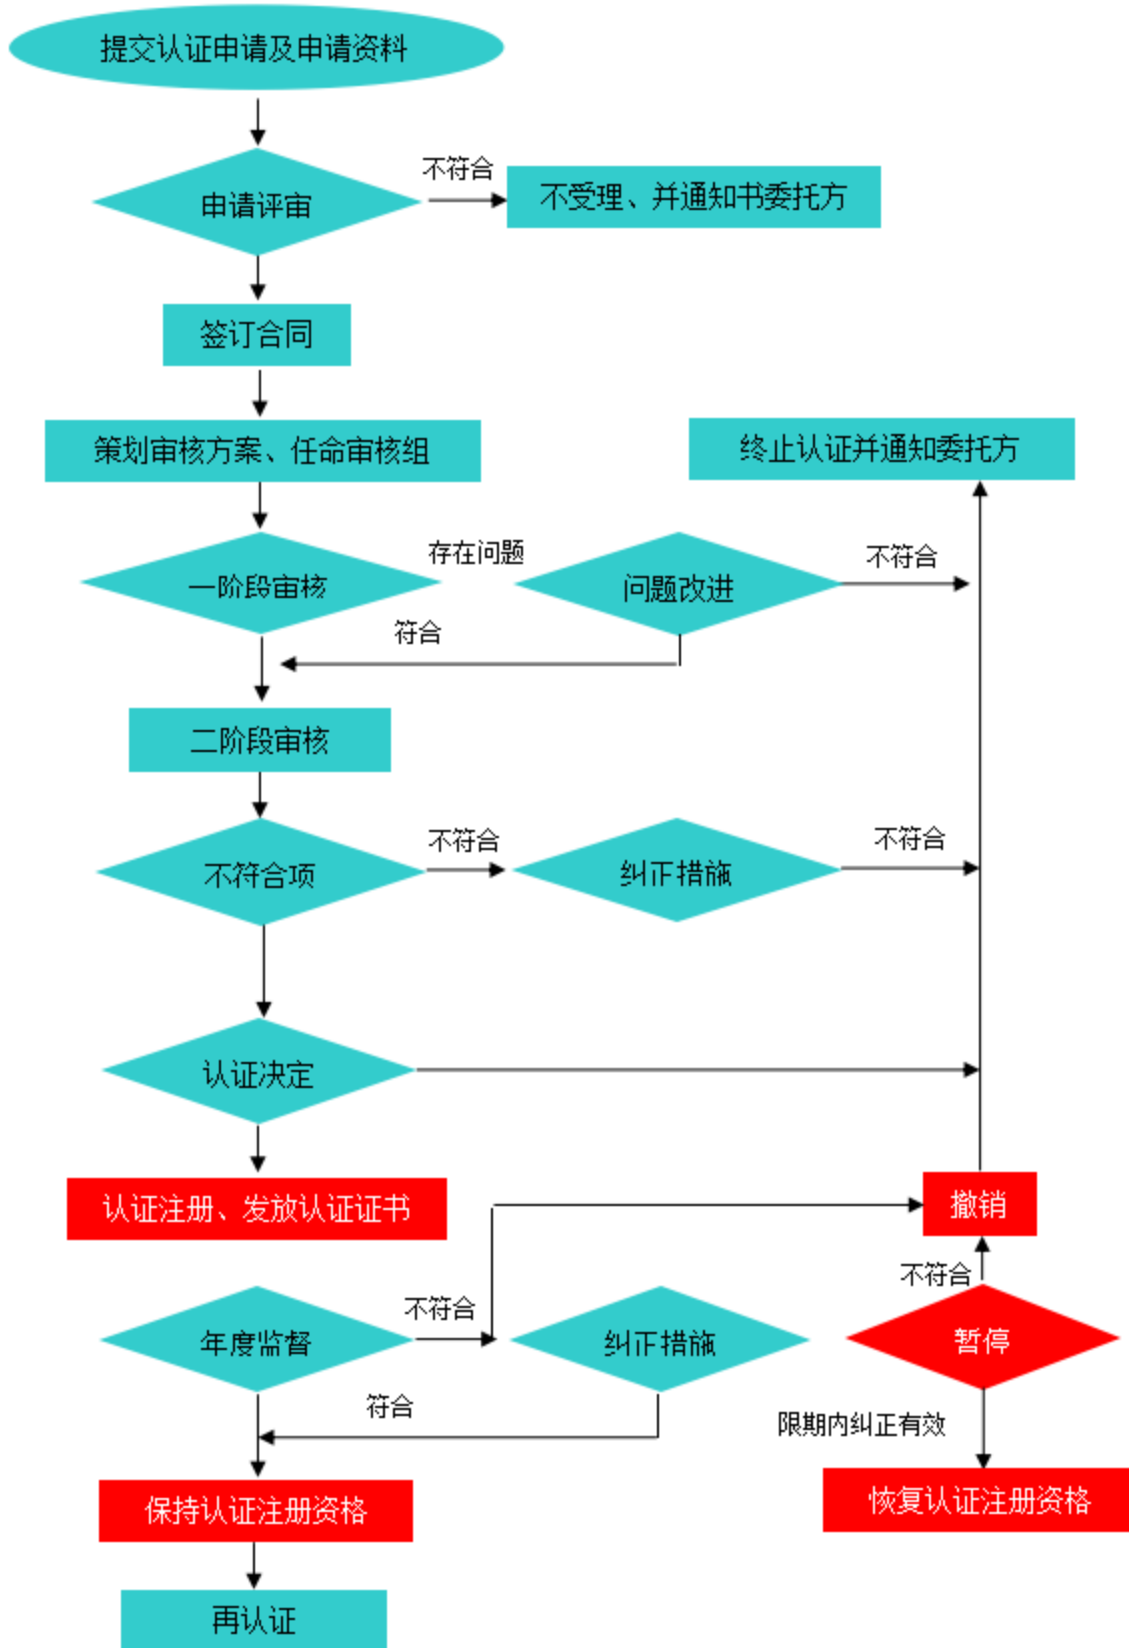 提交认证申请及申请资料
不符合
申请评审
不受理、并通知书委托方
签订合同
策划审核方案、任命审核组
终止认证并通知委托方
存在问题
不符合
一阶段审核
问题改进
符合
二阶段审核
不符合
不符合
不符合项
纠正措施
认证决定
认证注册、发放认证证书
撤销
不符合
不符合
年度监督
纠正措施
暂停
符合
限期内纠正有效
保持认证注册资格
恢复认证注册资格
再认证